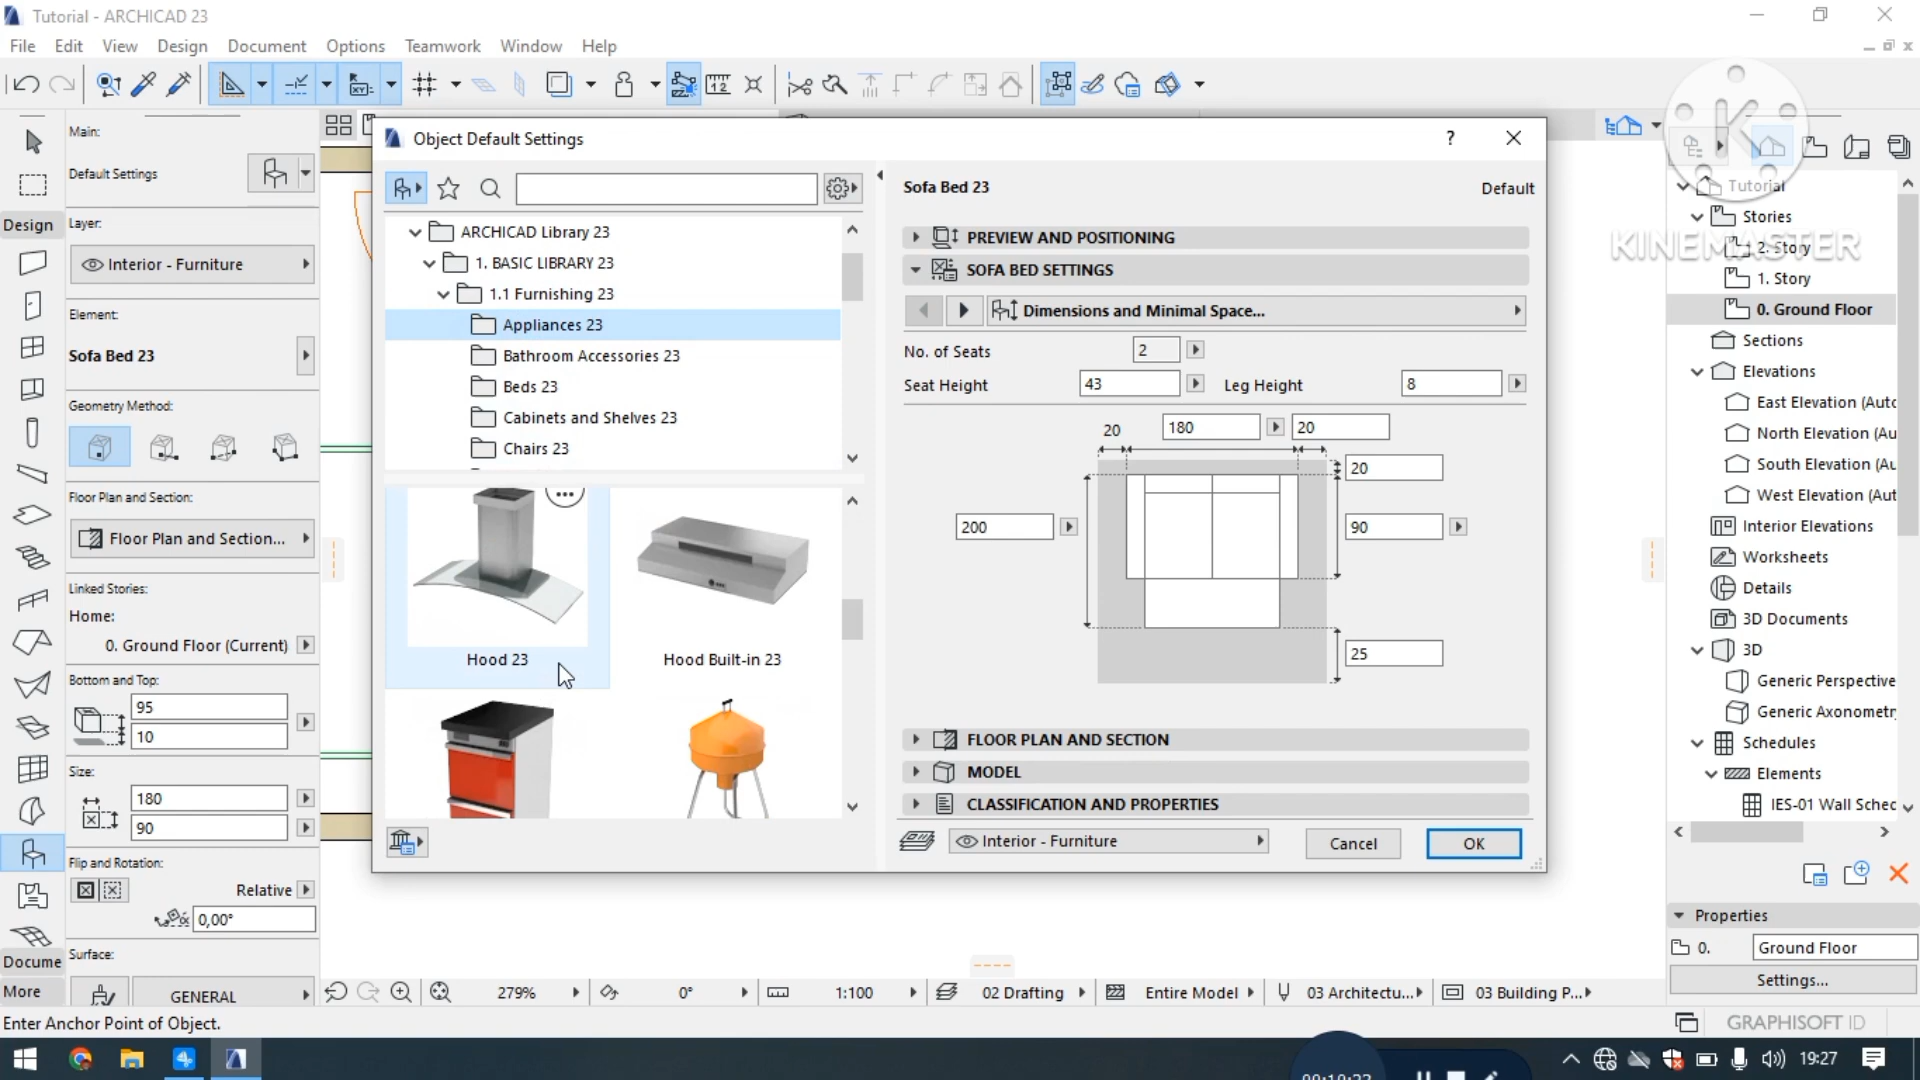 Tutorial - ARCHICAD 23
File Edit View Design Document Options Teamwork Window Help
Main:
Default Settings
Design
Layer:
Interior - Furniture
Element:
Sofa Bed 23
Geometry Method:
Floor Plan and Section:
Floor Plan and Section...
Linked Stories:
Home:
0. Ground Floor (Current)
Bottom and Top:
95
10
Size:
180
90
Flip and Rotation:
Relative
0,00°
Docume
Surface:
More
GENERAL
Object Default Settings
?
ARCHICAD Library 23
1. BASIC LIBRARY 23
1.1 Furnishing 23
Appliances 23
Bathroom Accessories 23
Beds 23
Cabinets and Shelves 23
Chairs 23
Hood 23
Hood Built-in 23
Sofa Bed 23
Default
PREVIEW AND POSITIONING
SOFA BED SETTINGS
Dimensions and Minimal Space...
No. of Seats 2
Seat Height 43 Leg Height 8
20 180 20
20
200 90
25
FLOOR PLAN AND SECTION
MODEL
CLASSIFICATION AND PROPERTIES
Interior - Furniture
Cancel
OK
KINEMASTER
Tutorial
Stories
2. Story
1. Story
0. Ground Floor
Sections
Elevations
East Elevation (Auto
North Elevation (Au
South Elevation (Au
West Elevation (Aut
Interior Elevations
Worksheets
Details
3D Documents
3D
Generic Perspective
Generic Axonometr
Schedules
Elements
IES-01 Wall Sched
Properties
0. Ground Floor
Settings...
279% 0° 1:100 02 Drafting Entire Model 03 Architectu... 03 Building P...
Enter Anchor Point of Object.
GRAPHISOFT ID
19:27